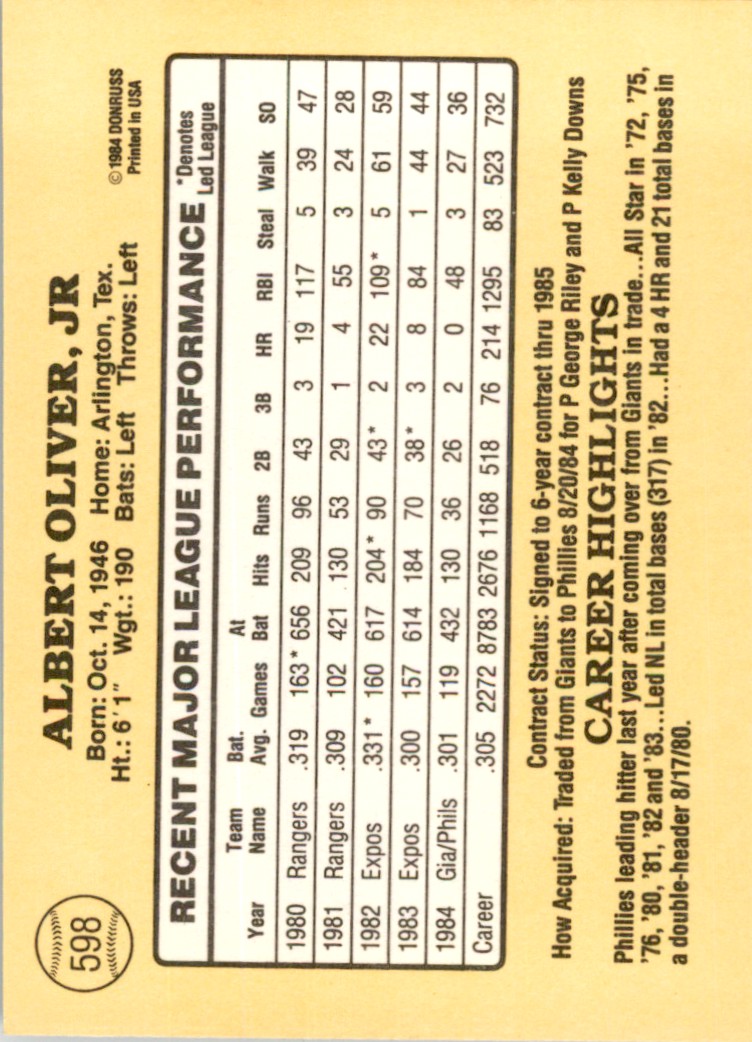 598
ALBERT OLIVER, JR
Born: Oct. 14, 1946 Home: Arlington, Tex.
Ht.: 6'1" Wgt.: 190 Bats: Left Throws: Left
© 1984 DONRUSS
Printed in USA
RECENT MAJOR LEAGUE PERFORMANCE *Denotes Led League
Year Team Name Bat. Avg. Games At Bat Hits Runs 2B 3B HR RBI Steal Walk SO
1980 Rangers .319 163* 656 209 96 43 3 19 117 5 39 47
1981 Rangers .309 102 421 130 53 29 1 4 55 3 24 28
1982 Expos .331* 160 617 204* 90 43* 2 22 109* 5 61 59
1983 Expos .300 157 614 184 70 38* 3 8 84 1 44 44
1984 Gia/Phils .301 119 432 130 36 26 2 0 48 3 27 36
Career .305 2272 8783 2676 1168 518 76 214 1295 83 523 732
Contract Status: Signed to 6-year contract thru 1985
How Acquired: Traded from Giants to Phillies 8/20/84 for P George Riley and P Kelly Downs
CAREER HIGHLIGHTS
Phillies leading hitter last year after coming over from Giants in trade...All Star in '72, '75,
'76, '80, '81, '82 and '83...Led NL in total bases (317) in '82...Had a 4 HR and 21 total bases in
a double-header 8/17/80.